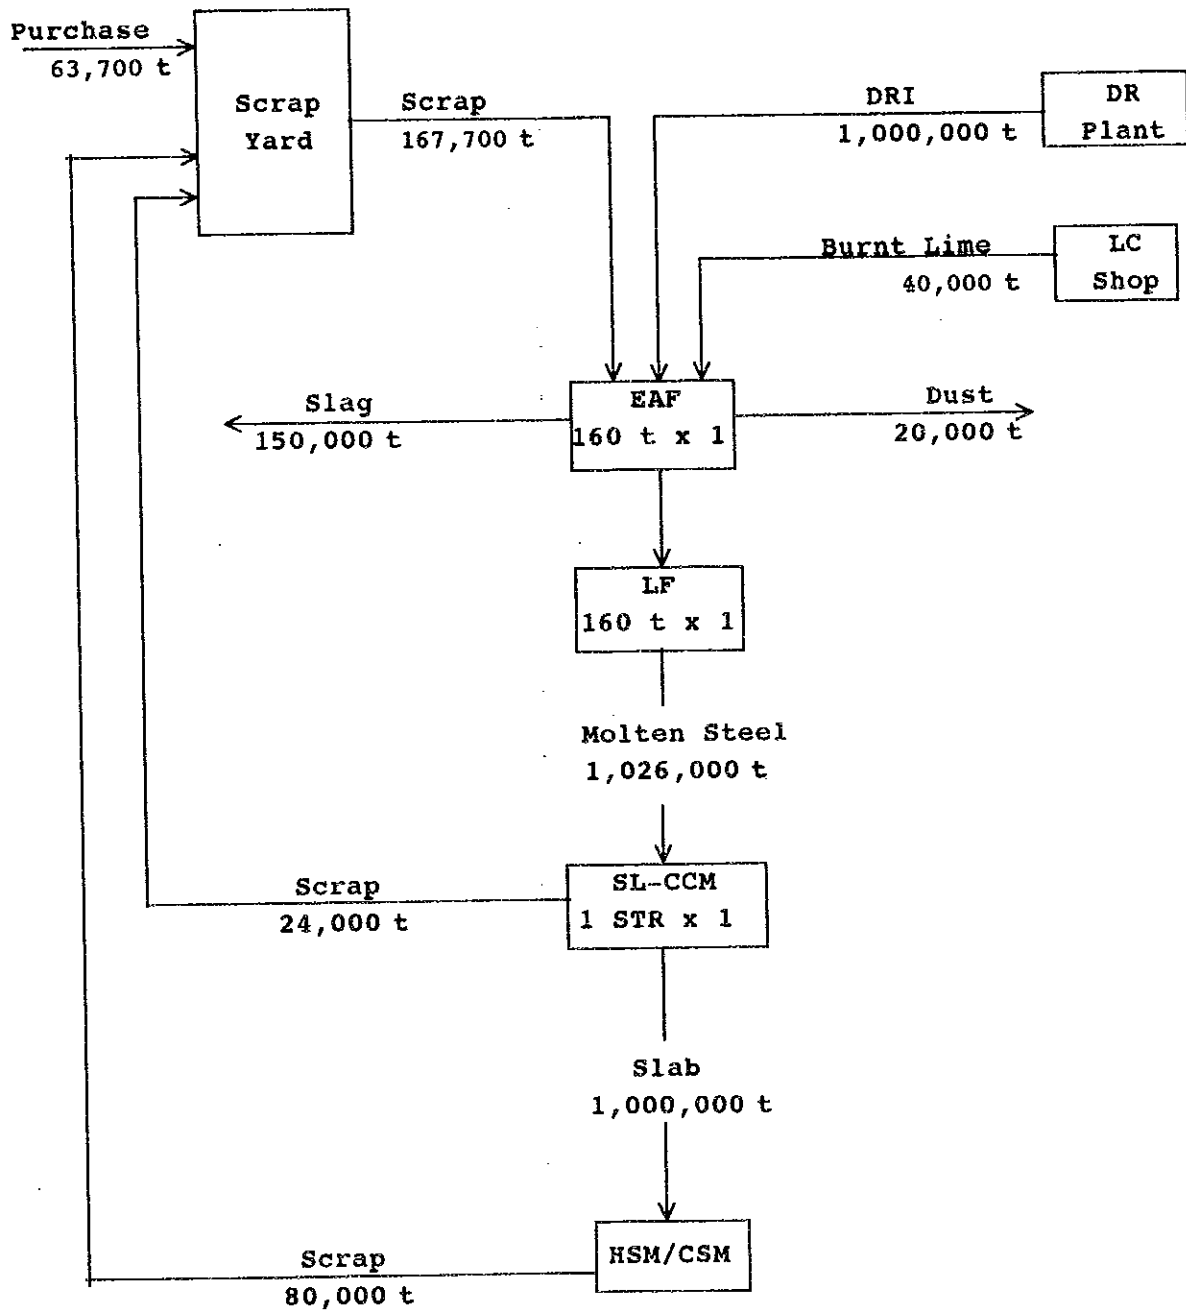 Purchase
63,700 t
Scrap
Yard
Scrap
167,700 t
DRI
1,000,000 t
DR
Plant
Burnt Lime
40,000 t
LC
Shop
Slag
150,000 t
EAF
160 t x 1
Dust
20,000 t
LF
160 t x 1
Molten Steel
1,026,000 t
Scrap
24,000 t
SL-CCM
1 STR x 1
Slab
1,000,000 t
Scrap
80,000 t
HSM/CSM